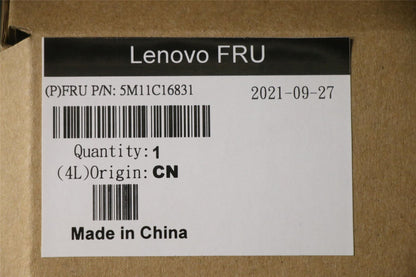 Lenovo FRU
(P)FRU P/N: 5M11C16831 2021-09-27
Quantity: 1
(4L)Origin: CN
Made in China